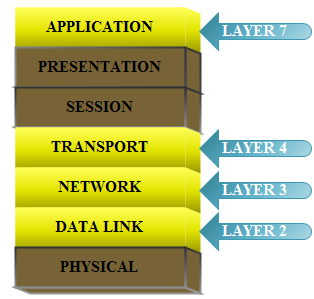 APPLICATION LAYER 7
PRESENTATION
SESSION
TRANSPORT LAYER 4
NETWORK LAYER 3
DATA LINK LAYER 2
PHYSICAL